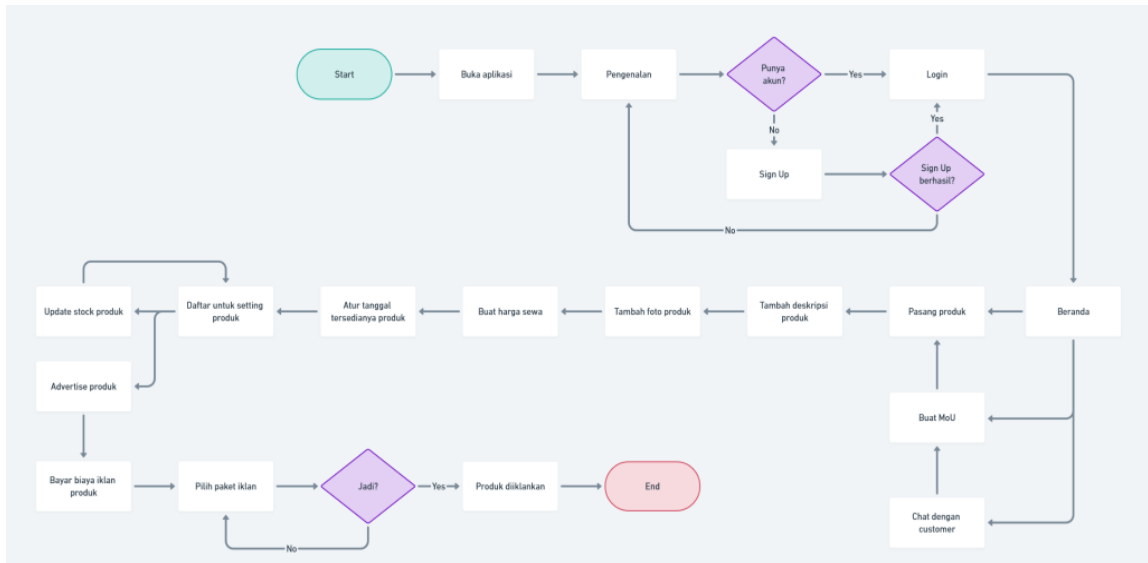 Start
Buka aplikasi
Pengenalan
Punya
akun?
Yes
Login
No
Yes
Sign Up
Sign Up
berhasil?
No
Update stock produk
Daftar untuk setting
produk
Atur tanggal
tersedianya produk
Buat harga sewa
Tambah foto produk
Tambah deskripsi
produk
Pasang produk
Beranda
Advertise produk
Buat MoU
Bayar biaya iklan
produk
Pilih paket iklan
Jadi?
Yes
Produk diiklankan
End
Chat dengan
customer
No